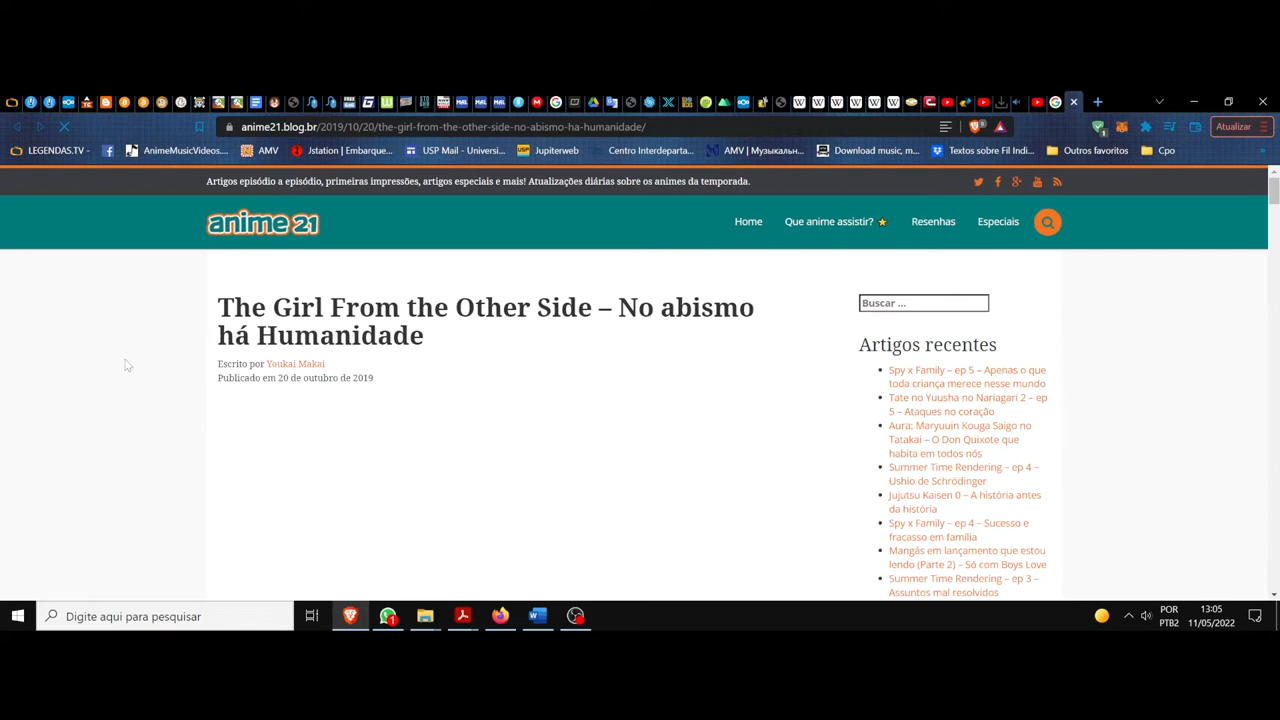 anime21.blog.br/2019/10/20/the-girl-from-the-other-side-no-abismo-ha-humanidade/
Atualizar
LEGENDAS.TV -
AnimeMusicVideos....
AMV
Jstation | Embarque...
USP Mail - Universi...
Jupiterweb
Centro Interdeparta...
AMV | Музыкальн...
Download music, m...
Textos sobre Fil Indi...
Outros favoritos
Cpo
Artigos episódio a episódio, primeiras impressões, artigos especiais e mais! Atualizações diárias sobre os animes da temporada.
anime 21
Home
Que anime assistir?
Resenhas
Especiais
The Girl From the Other Side – No abismo
há Humanidade
Escrito por Youkai Makai
Publicado em 20 de outubro de 2019
Buscar ...
Artigos recentes
Spy x Family – ep 5 – Apenas o que
toda criança merece nesse mundo
Tate no Yuusha no Nariagari 2 – ep
5 – Ataques no coração
Aura: Maryuuin Kouga Saigo no
Tatakai – O Don Quixote que
habita em todos nós
Summer Time Rendering – ep 4 –
Ushio de Schrödinger
Jujutsu Kaisen 0 – A história antes
da história
Spy x Family – ep 4 – Sucesso e
fracasso em família
Mangás em lançamento que estou
lendo (Parte 2) – Só com Boys Love
Summer Time Rendering – ep 3 –
Assuntos mal resolvidos
Digite aqui para pesquisar
POR
PTB2
13:05
11/05/2022